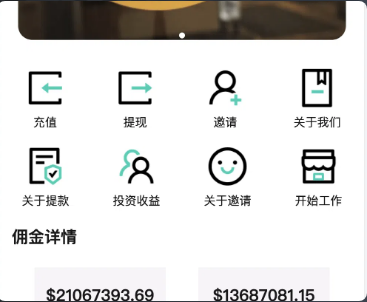 充值 提现 邀请 关于我们
关于提款 投资收益 关于邀请 开始工作
佣金详情
$21067393.69 $13687081.15